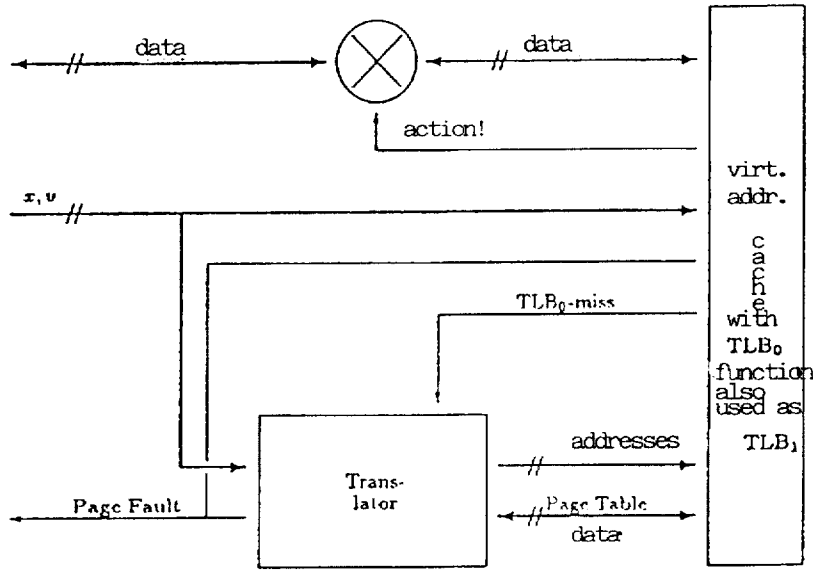 data
data
action!
x, v
virt.
addr.
c
a
c
h
e
with
TLB₀
function
also
used as
TLB₁
TLB₀-miss
Trans-
lator
addresses
Page Fault
Page Table
data